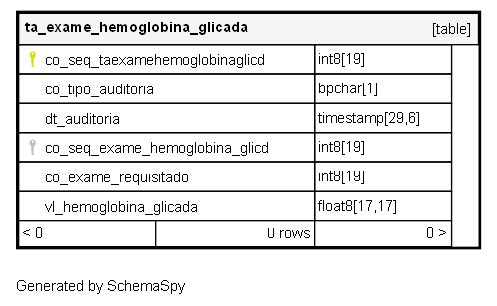 ta_exame_hemoglobina_glicada [table]
co_seq_taexamehemoglobinaglicd int8[19]
co_tipo_auditoria bpchar[1]
dt_auditoria timestamp[29,6]
co_seq_exame_hemoglobina_glicd int8[19]
co_exame_requisitado int8[19]
vl_hemoglobina_glicada float8[17,17]
< 0 0 rows 0 >
Generated by SchemaSpy